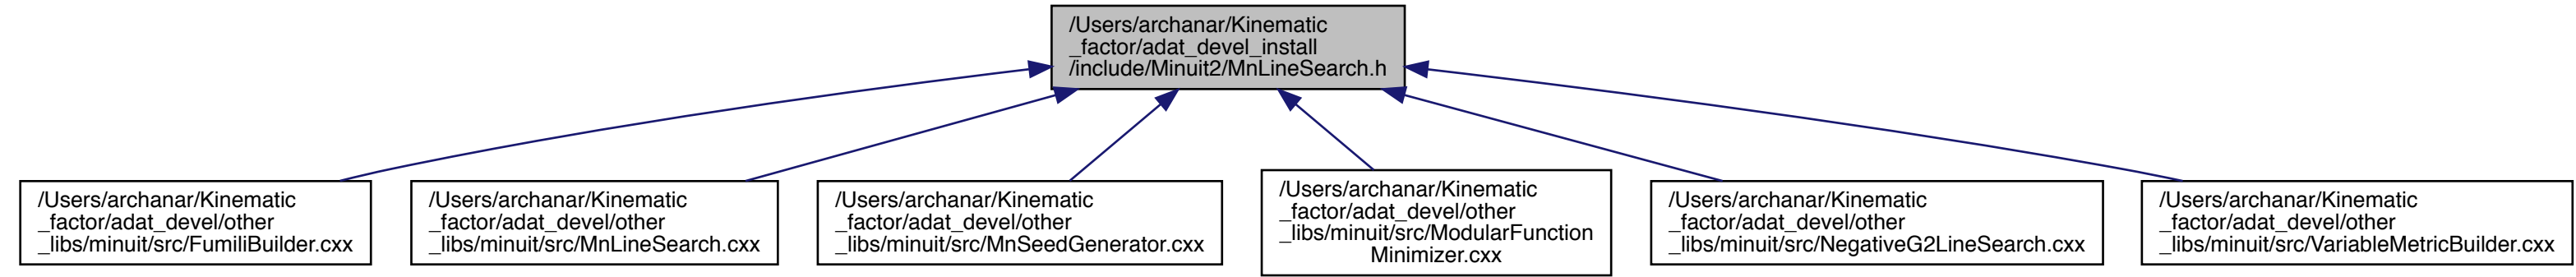 /Users/archanar/Kinematic
_factor/adat_devel_install
/include/Minuit2/MnLineSearch.h
/Users/archanar/Kinematic
_factor/adat_devel/other
_libs/minuit/src/FumiliBuilder.cxx
/Users/archanar/Kinematic
_factor/adat_devel/other
_libs/minuit/src/MnLineSearch.cxx
/Users/archanar/Kinematic
_factor/adat_devel/other
_libs/minuit/src/MnSeedGenerator.cxx
/Users/archanar/Kinematic
_factor/adat_devel/other
_libs/minuit/src/ModularFunction
Minimizer.cxx
/Users/archanar/Kinematic
_factor/adat_devel/other
_libs/minuit/src/NegativeG2LineSearch.cxx
/Users/archanar/Kinematic
_factor/adat_devel/other
_libs/minuit/src/VariableMetricBuilder.cxx